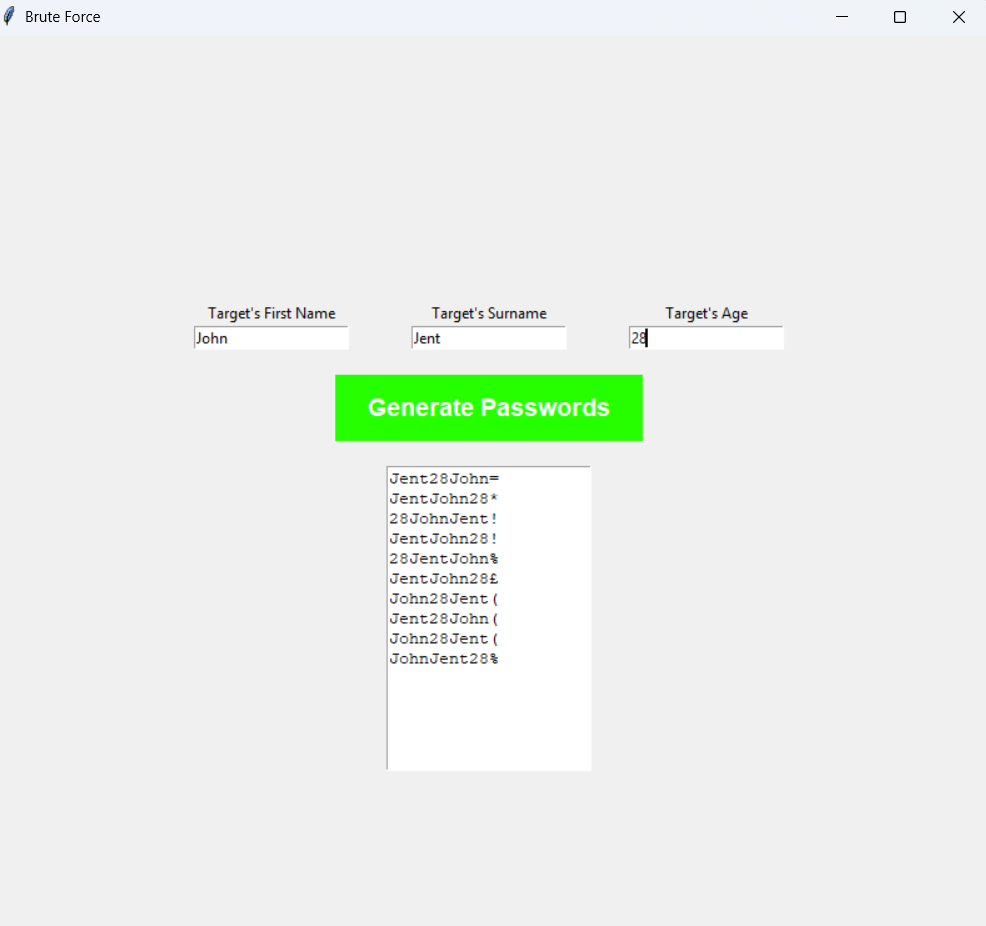 Brute Force
Target's First Name Target's Surname Target's Age
John Jent 28
Generate Passwords
Jent28John=
JentJohn28*
28JohnJent!
JentJohn28!
28JentJohn%
JentJohn28£
John28Jent(
Jent28John(
John28Jent(
JohnJent28%